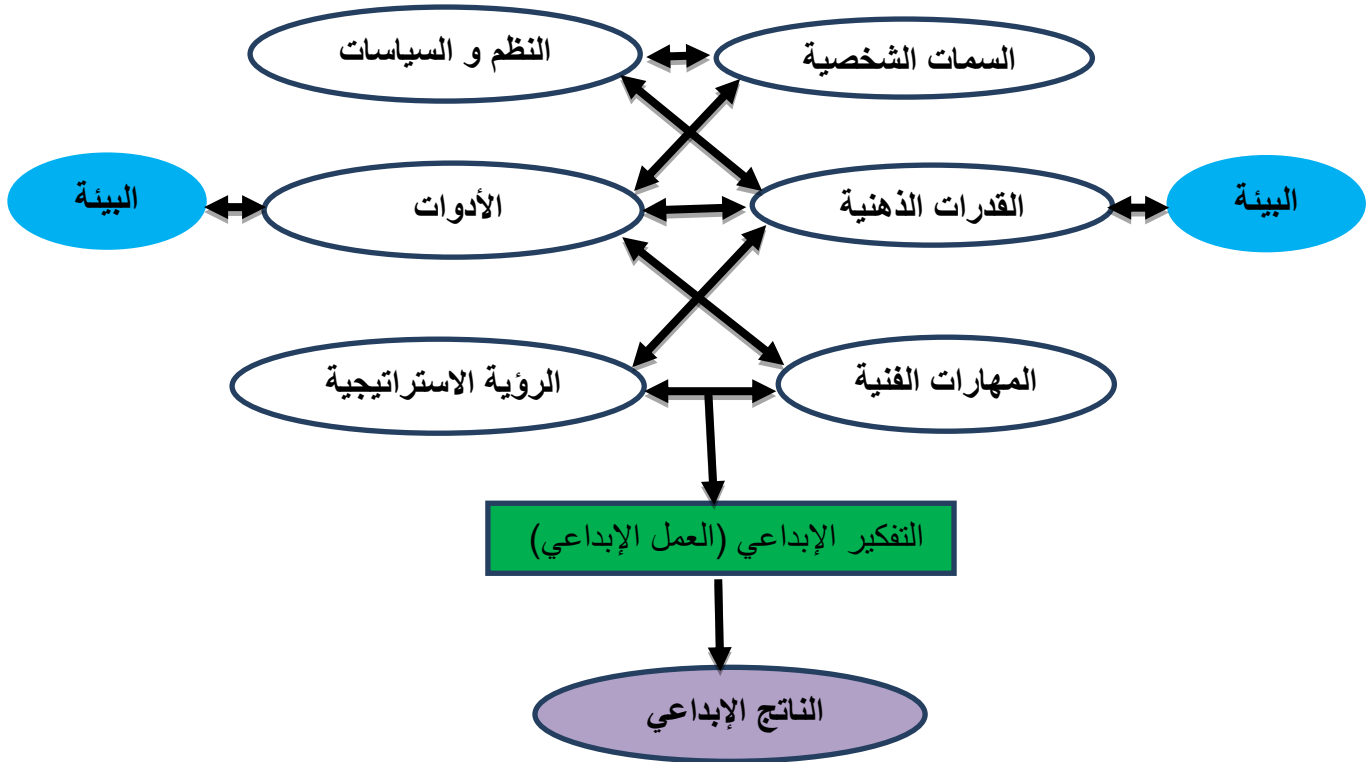 السمات الشخصية
النظم و السياسات
البيئة
القدرات الذهنية
الأدوات
البيئة
المهارات الفنية
الرؤية الاستراتيجية
التفكير الإبداعي (العمل الإبداعي)
الناتج الإبداعي